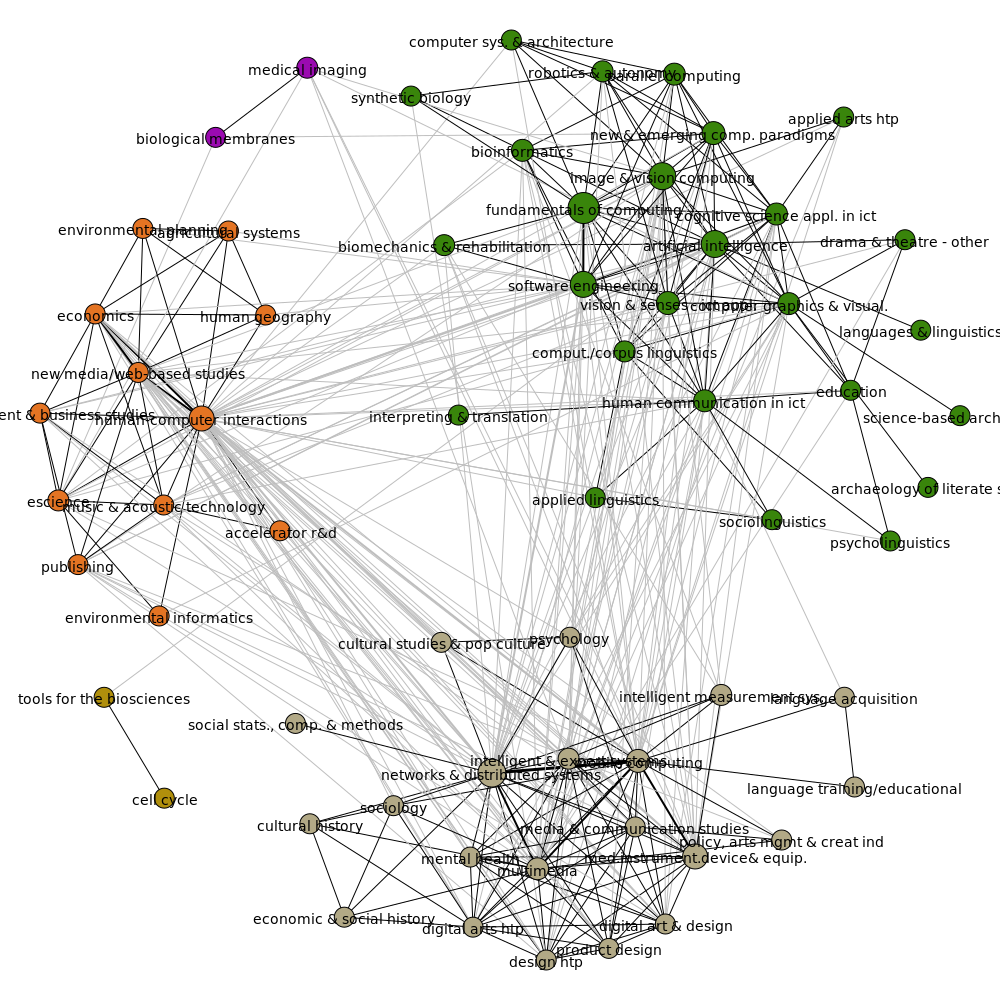 computer sys. & architecture
medical imaging
robotics & autonomy
parallel computing
synthetic biology
applied arts htp
biological membranes
new & emerging comp. paradigms
bioinformatics
image & vision computing
fundamentals of computing
cognitive science appl. in ict
environmental planning
agricultural systems
biomechanics & rehabilitation
artificial intelligence
drama & theatre - other
software engineering
vision & senses
computer graphics & visual.
economics
human geography
languages & linguistics
comput./corpus linguistics
new media/web-based studies
education
human communication in ict
ent & business studies
human-computer interactions
interpreting & translation
science-based arch
archaeology of literate s
escience
music & acoustic technology
applied linguistics
sociolinguistics
accelerator r&d
psycholinguistics
publishing
environmental informatics
cultural studies & pop culture
psychology
tools for the biosciences
intelligent measurement sys.
language acquisition
social stats., comp. & methods
intelligent & expert systems
mobile computing
networks & distributed systems
language training/educational
cell cycle
sociology
cultural history
media & communication studies
policy, arts mgmt & creat ind
mental health
med.instrument.device& equip.
multimedia
economic & social history
digital arts htp
digital art & design
product design
design htp